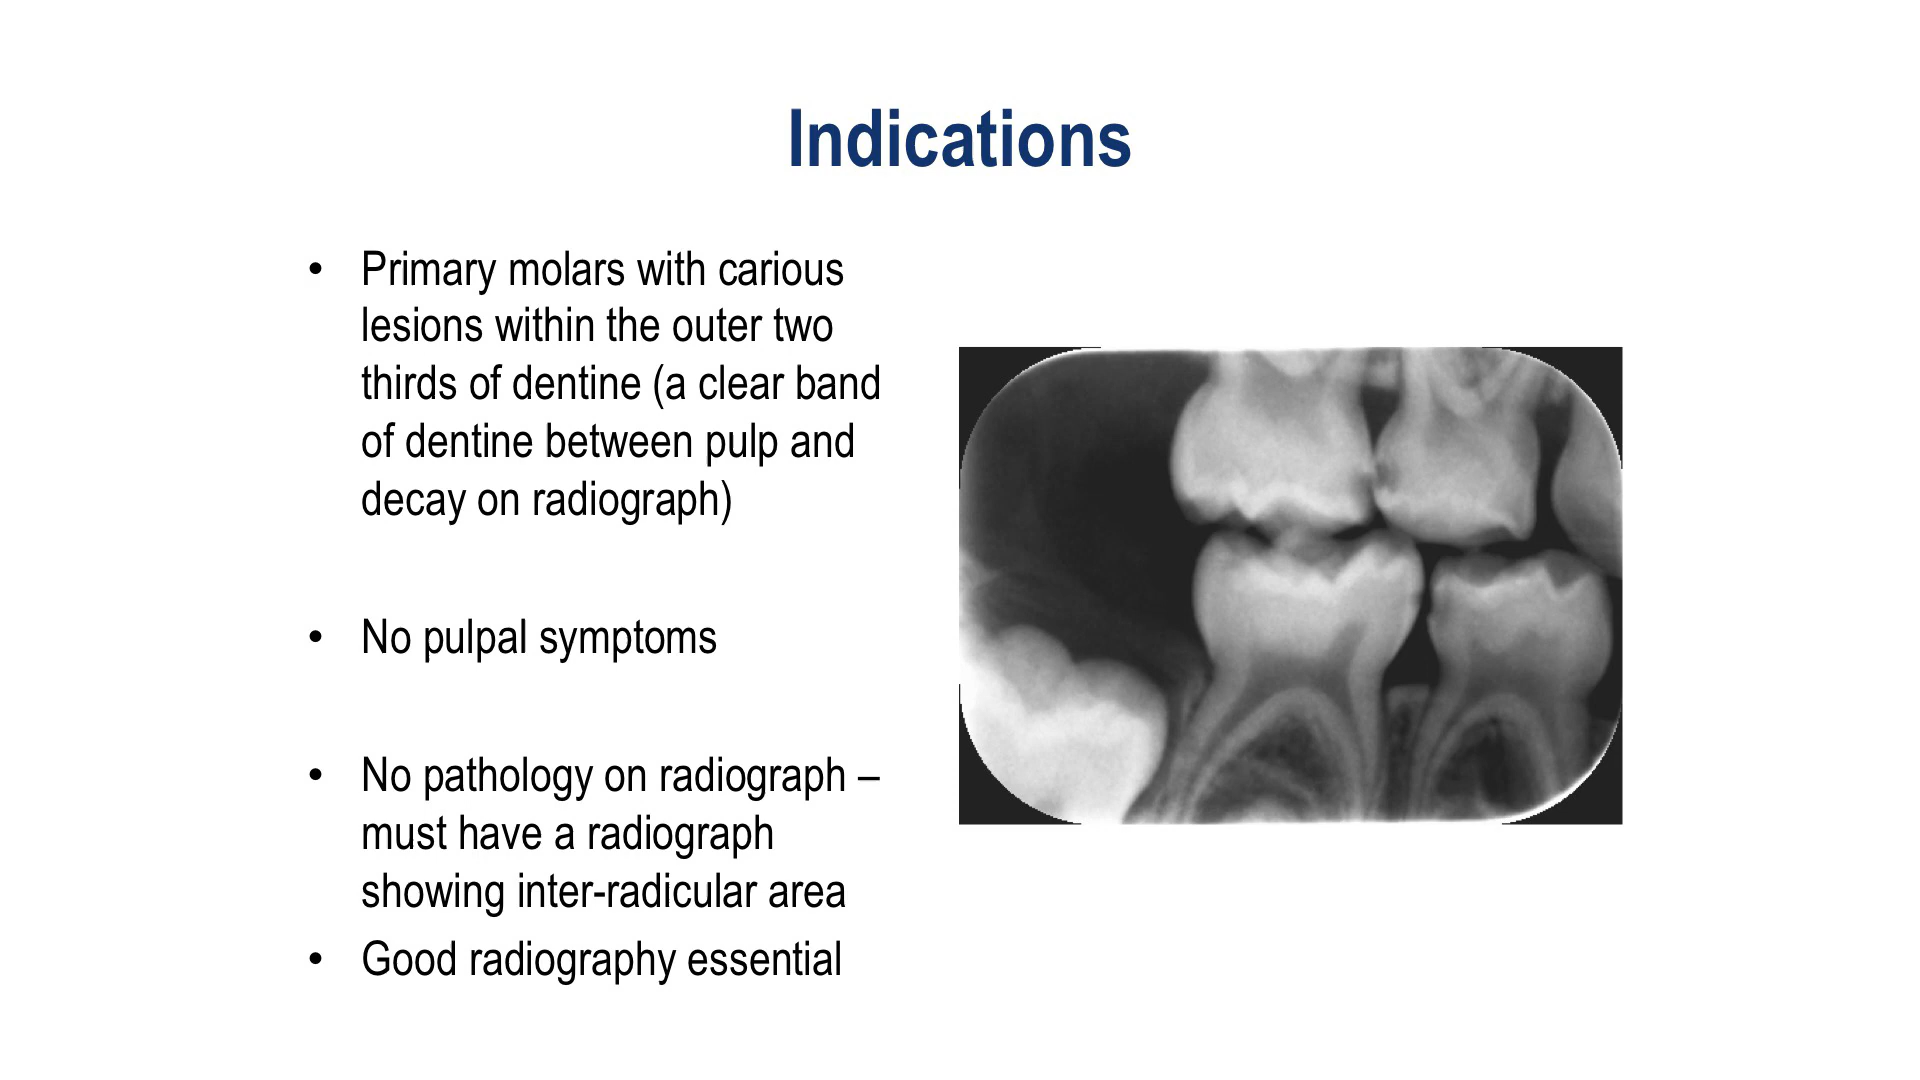 Indications
• Primary molars with carious
lesions within the outer two
thirds of dentine (a clear band
of dentine between pulp and
decay on radiograph)
• No pulpal symptoms
• No pathology on radiograph –
must have a radiograph
showing inter-radicular area
• Good radiography essential